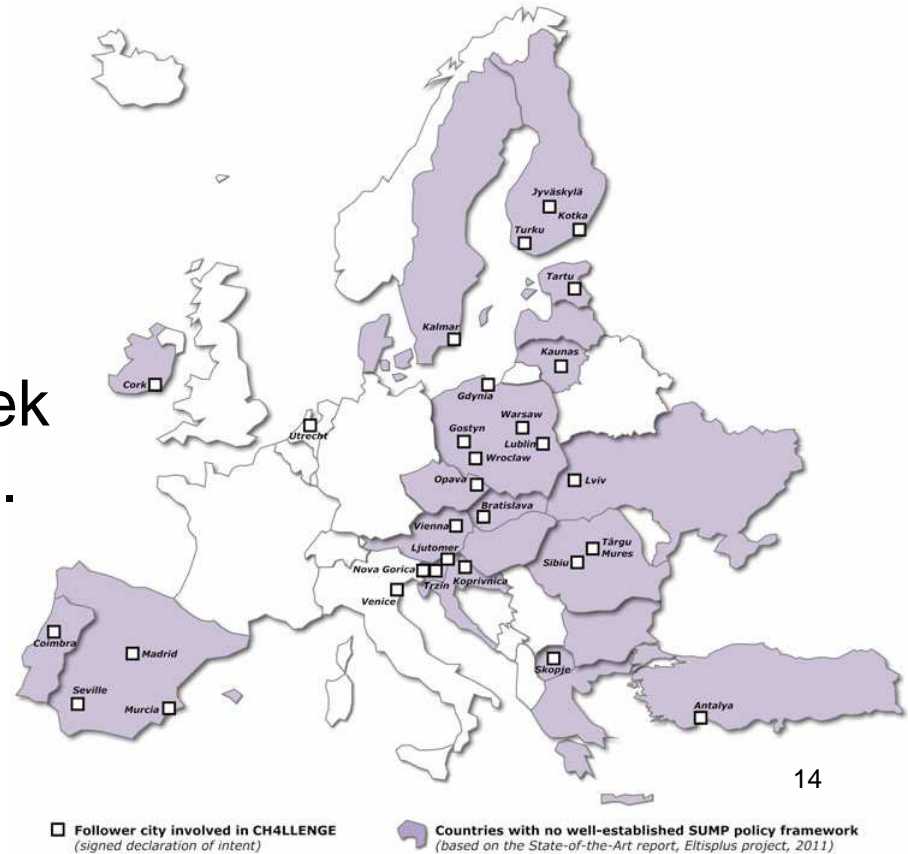 Jyväskylä
Kotka
Turku
Tartu
Kalmar
Kaunas
Cork
ek
Gdynia
Utrecht
Warsaw
Gostyn
Lublin
Wroclaw
.
Opava
Lviv
Bratislava
Vienna
Ljutomer
Târgu
Mures
Nova Gorica
Sibiu
Trzin
Koprivnica
Venice
Coimbra
Madrid
Skopje
Seville
Murcia
Antalya
14
Follower city involved in CH4LLENGE
(signed declaration of intent)
Countries with no well-established SUMP policy framework
(based on the State-of-the-Art report, Eltisplus project, 2011)